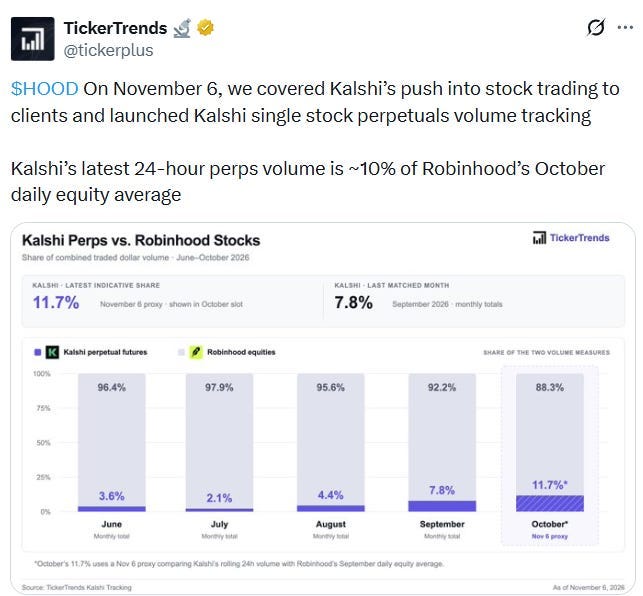 TickerTrends
@tickerplus
$HOOD On November 6, we covered Kalshi’s push into stock trading to
clients and launched Kalshi single stock perpetuals volume tracking
Kalshi’s latest 24-hour perps volume is ~10% of Robinhood’s October
daily equity average
Kalshi Perps vs. Robinhood Stocks
TickerTrends
Share of combined traded dollar volume · June–October 2026
KALSHI · LATEST INDICATIVE SHARE
11.7% November 6 proxy · shown in October slot
KALSHI · LAST MATCHED MONTH
7.8% September 2026 · monthly totals
K Kalshi perpetual futures Robinhood equities SHARE OF THE TWO VOLUME MEASURES
100%
75%
50%
25%
0%
96.4% 97.9% 95.6% 92.2% 88.3%
3.6% 2.1% 4.4% 7.8% 11.7%*
June July August September October*
Monthly total Monthly total Monthly total Monthly total Nov 6 proxy
*October's 11.7% uses a Nov 6 proxy comparing Kalshi's rolling 24h volume with Robinhood's September daily equity average.
Source: TickerTrends Kalshi Tracking As of November 6, 2026